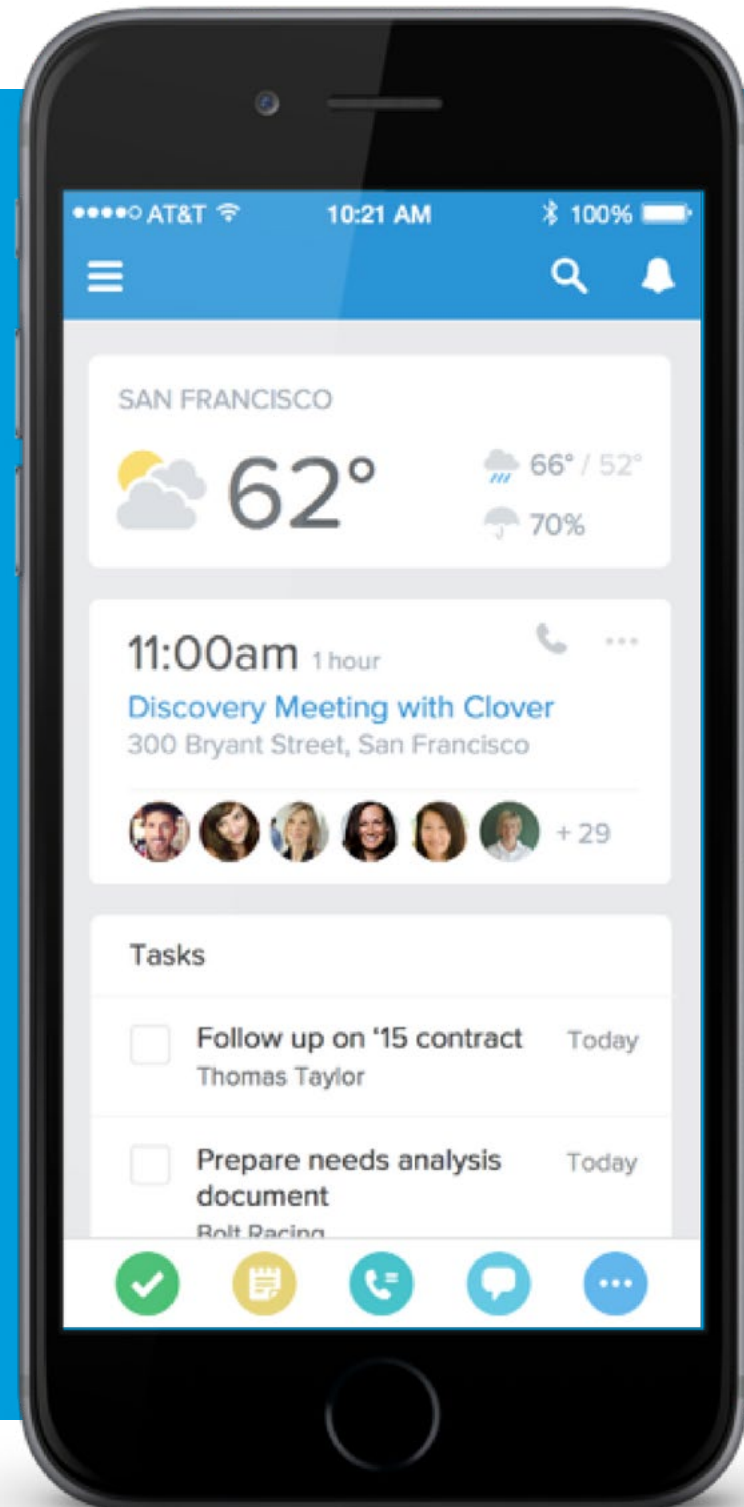 AT&T 10:21 AM 100%
SAN FRANCISCO
62° 66° / 52°
70%
11:00am 1 hour
Discovery Meeting with Clover
300 Bryant Street, San Francisco
+ 29
Tasks
Follow up on ‘15 contract Today
Thomas Taylor
Prepare needs analysis Today
document
Bolt Racing